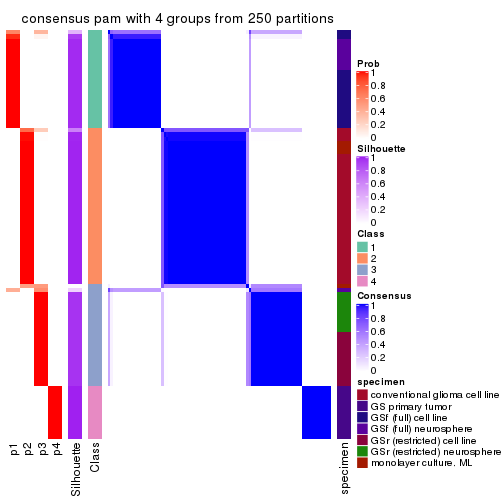 consensus pam with 4 groups from 250 partitions
Prob
1
0.8
0.6
0.4
0.2
0
Silhouette
1
0.8
0.6
0.4
0.2
0
Class
1
2
3
4
Consensus
1
0.8
0.6
0.4
0.2
0
specimen
conventional glioma cell line
GS primary tumor
GSf (full) cell line
GSf (full) neurosphere
GSr (restricted) cell line
GSr (restricted) neurosphere
monolayer culture. ML
p1
p2
p3
p4
Silhouette
Class
specimen